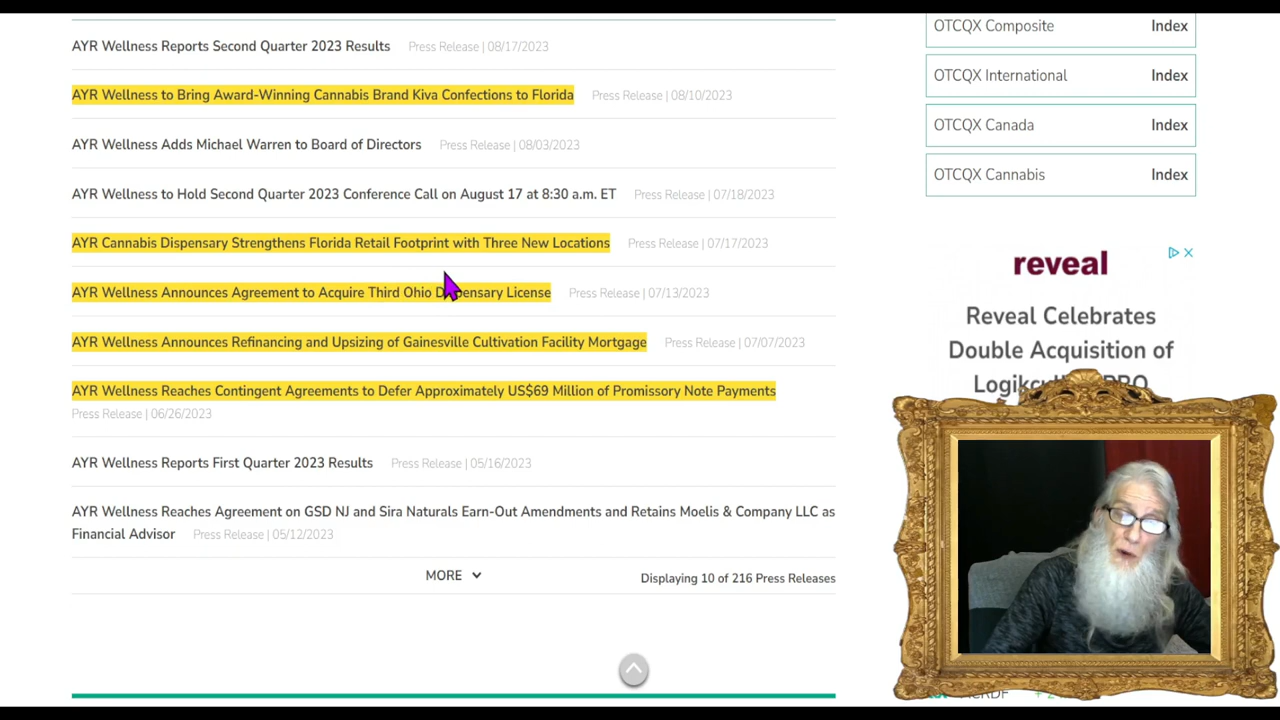 AYR Wellness Reports Second Quarter 2023 Results Press Release | 08/17/2023
AYR Wellness to Bring Award-Winning Cannabis Brand Kiva Confections to Florida Press Release | 08/10/2023
AYR Wellness Adds Michael Warren to Board of Directors Press Release | 08/03/2023
AYR Wellness to Hold Second Quarter 2023 Conference Call on August 17 at 8:30 a.m. ET Press Release | 07/18/2023
AYR Cannabis Dispensary Strengthens Florida Retail Footprint with Three New Locations Press Release | 07/17/2023
AYR Wellness Announces Agreement to Acquire Third Ohio Dispensary License Press Release | 07/13/2023
AYR Wellness Announces Refinancing and Upsizing of Gainesville Cultivation Facility Mortgage Press Release | 07/07/2023
AYR Wellness Reaches Contingent Agreements to Defer Approximately US$69 Million of Promissory Note Payments
Press Release | 06/26/2023
AYR Wellness Reports First Quarter 2023 Results Press Release | 05/16/2023
AYR Wellness Reaches Agreement on GSD NJ and Sira Naturals Earn-Out Amendments and Retains Moelis & Company LLC as
Financial Advisor Press Release | 05/12/2023
MORE
Displaying 10 of 216 Press Releases
OTCQX Composite Index
OTCQX International Index
OTCQX Canada Index
OTCQX Cannabis Index
reveal
Reveal Celebrates
Double Acquisition of